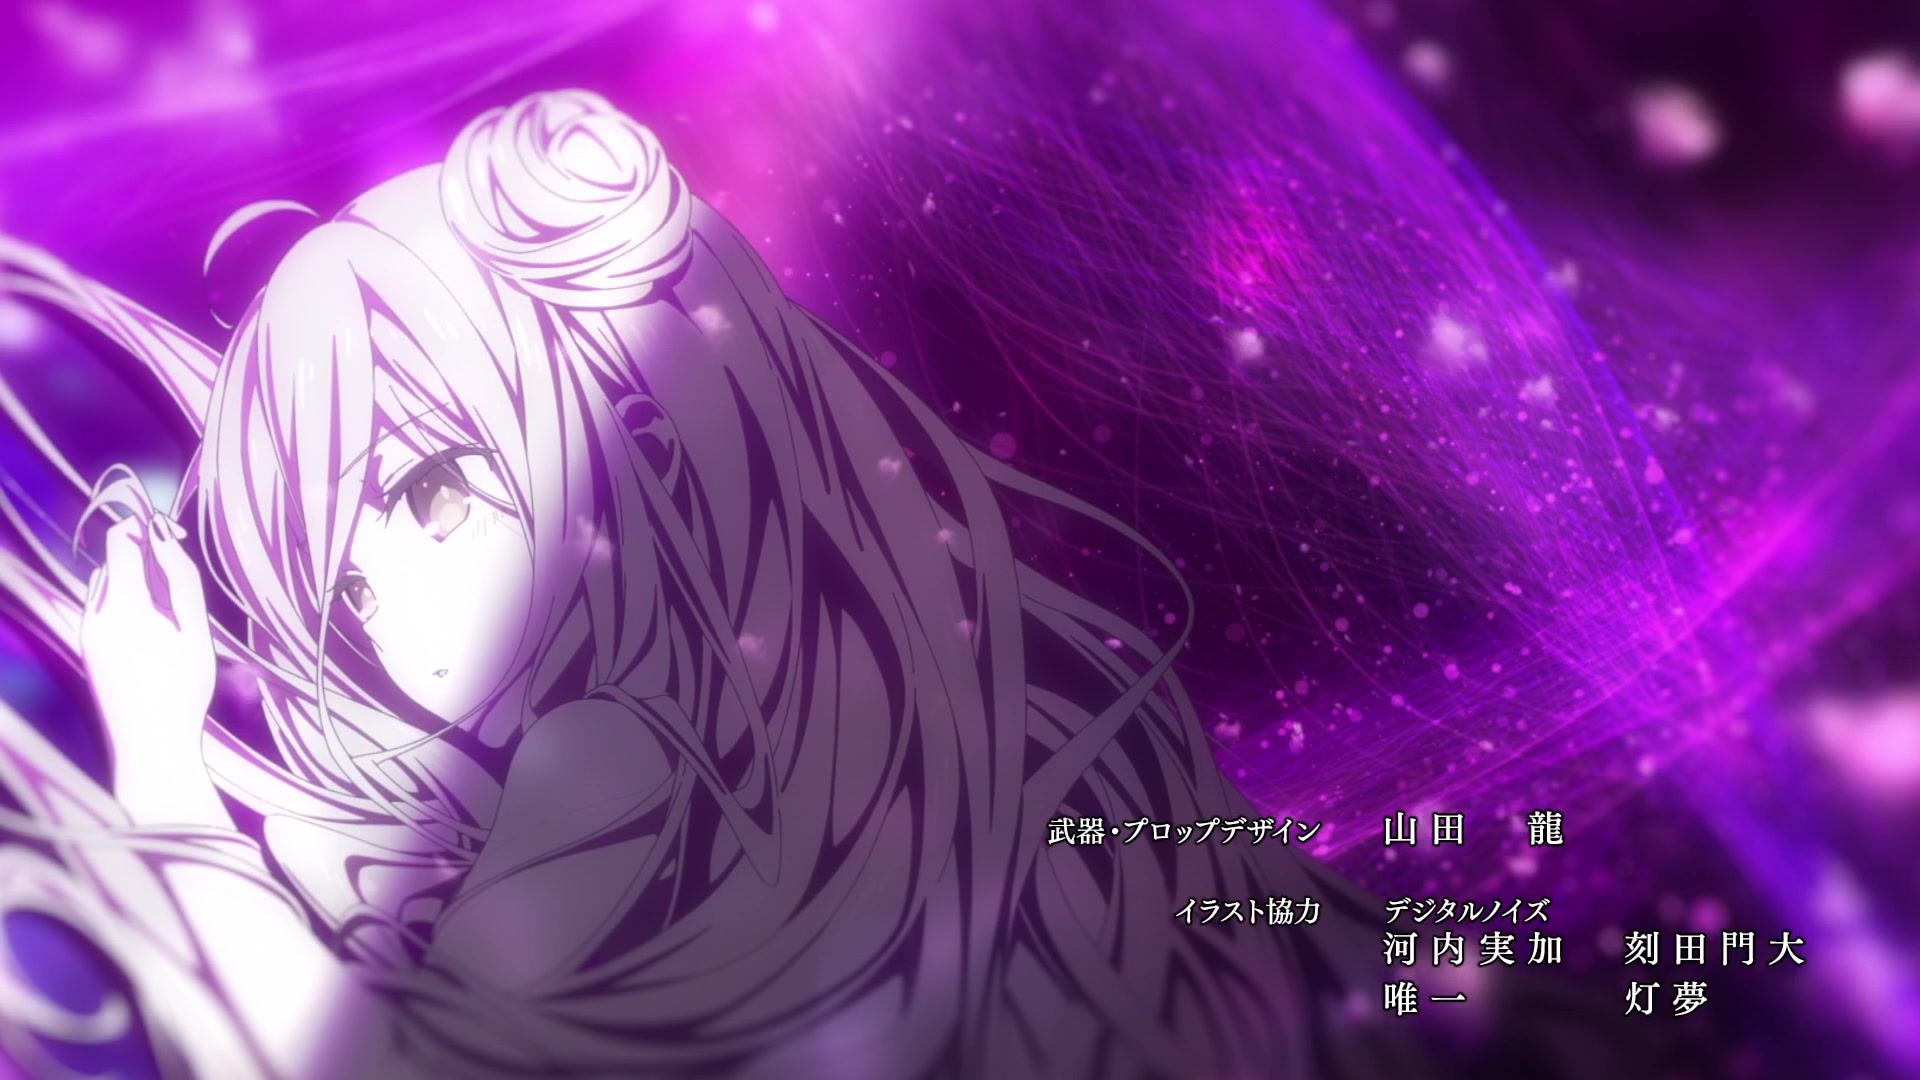 武器・プロップデザイン　山田　龍
イラスト協力　デジタルノイズ
河内実加　刻田門大
唯一　灯夢